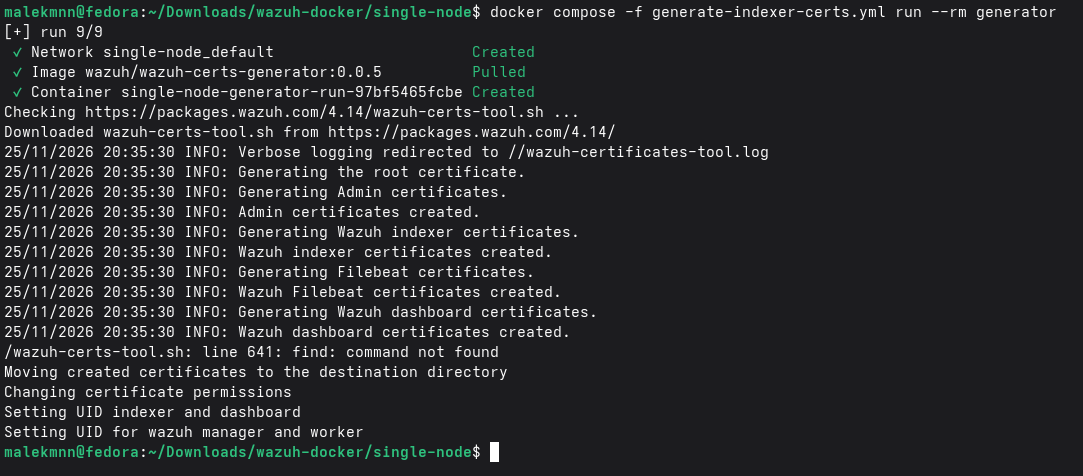 malekmnn@fedora:~/Downloads/wazuh-docker/single-node$ docker compose -f generate-indexer-certs.yml run --rm generator
[+] run 9/9
✓ Network single-node_default Created
✓ Image wazuh/wazuh-certs-generator:0.0.5 Pulled
✓ Container single-node-generator-run-97bf5465fcbe Created
Checking https://packages.wazuh.com/4.14/wazuh-certs-tool.sh ...
Downloaded wazuh-certs-tool.sh from https://packages.wazuh.com/4.14/
25/11/2026 20:35:30 INFO: Verbose logging redirected to //wazuh-certificates-tool.log
25/11/2026 20:35:30 INFO: Generating the root certificate.
25/11/2026 20:35:30 INFO: Generating Admin certificates.
25/11/2026 20:35:30 INFO: Admin certificates created.
25/11/2026 20:35:30 INFO: Generating Wazuh indexer certificates.
25/11/2026 20:35:30 INFO: Wazuh indexer certificates created.
25/11/2026 20:35:30 INFO: Generating Filebeat certificates.
25/11/2026 20:35:30 INFO: Wazuh Filebeat certificates created.
25/11/2026 20:35:30 INFO: Generating Wazuh dashboard certificates.
25/11/2026 20:35:30 INFO: Wazuh dashboard certificates created.
/wazuh-certs-tool.sh: line 641: find: command not found
Moving created certificates to the destination directory
Changing certificate permissions
Setting UID indexer and dashboard
Setting UID for wazuh manager and worker
malekmnn@fedora:~/Downloads/wazuh-docker/single-node$